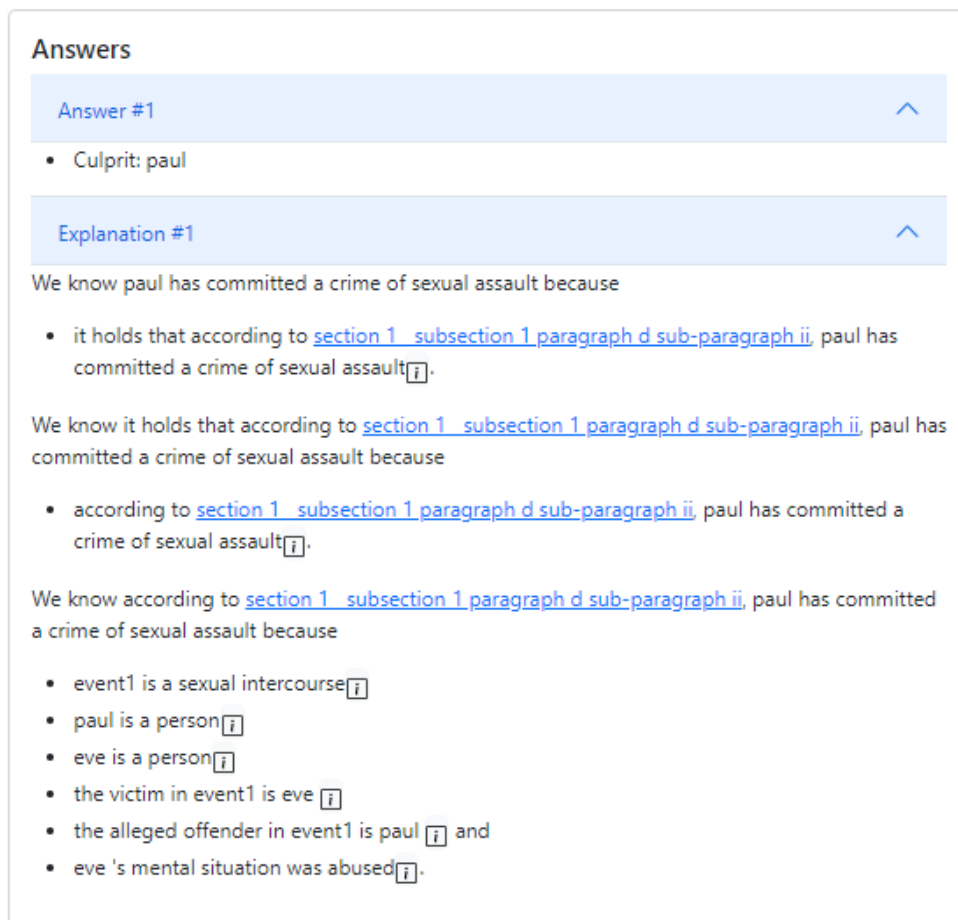 Answers
Answer #1
• Culprit: paul
Explanation #1
We know paul has committed a crime of sexual assault because
• it holds that according to section 1   subsection 1 paragraph d sub-paragraph ii, paul has
committed a crime of sexual assault[i].
We know it holds that according to section 1   subsection 1 paragraph d sub-paragraph ii, paul has
committed a crime of sexual assault because
• according to section 1   subsection 1 paragraph d sub-paragraph ii, paul has committed a
crime of sexual assault[i].
We know according to section 1   subsection 1 paragraph d sub-paragraph ii, paul has committed
a crime of sexual assault because
• event1 is a sexual intercourse[i]
• paul is a person[i]
• eve is a person[i]
• the victim in event1 is eve [i]
• the alleged offender in event1 is paul [i] and
• eve 's mental situation was abused[i].